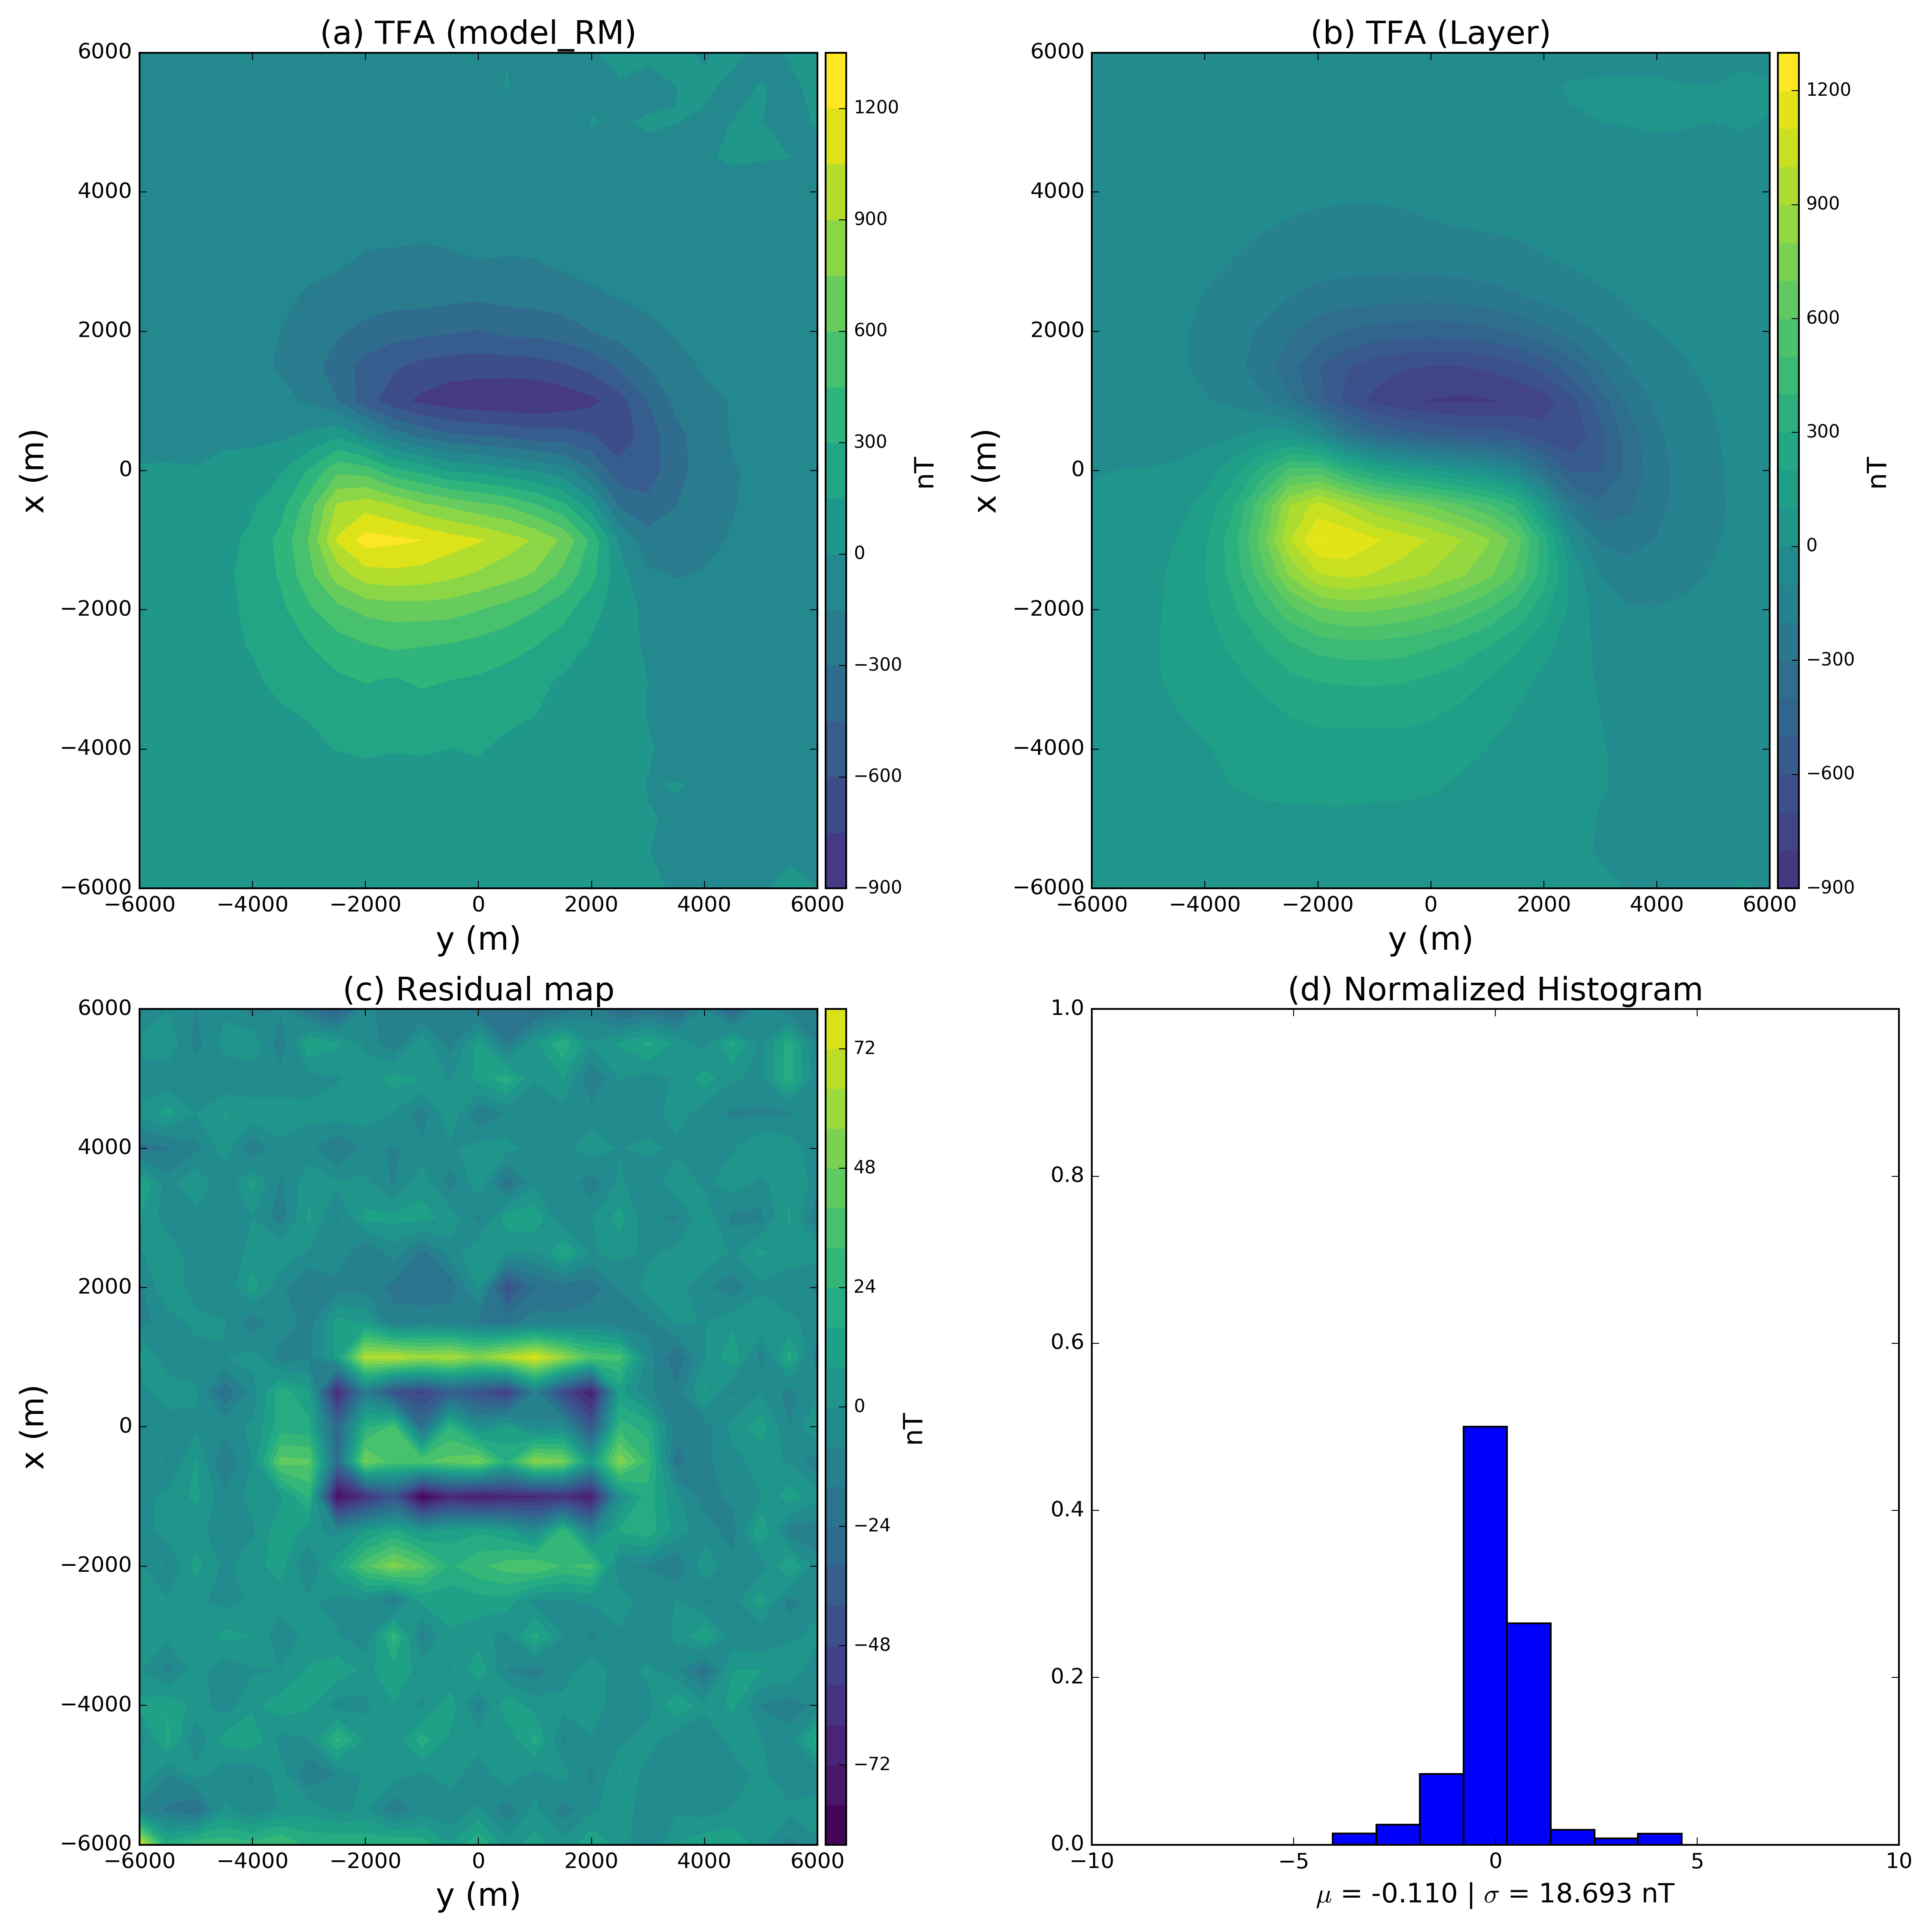 (a) TFA (model_RM)
6000
4000
2000
0
−2000
−4000
−6000
x (m)
−6000 −4000 −2000 0 2000 4000 6000
y (m)
1200
900
600
300
0
−300
−600
−900
nT
(b) TFA (Layer)
6000
4000
2000
0
−2000
−4000
−6000
x (m)
−6000 −4000 −2000 0 2000 4000 6000
y (m)
1200
900
600
300
0
−300
−600
−900
nT
(c) Residual map
6000
4000
2000
0
−2000
−4000
−6000
x (m)
−6000 −4000 −2000 0 2000 4000 6000
y (m)
72
48
24
0
−24
−48
−72
nT
(d) Normalized Histogram
1.0
0.8
0.6
0.4
0.2
0.0
−10 −5 0 5 10
μ = -0.110 | σ = 18.693 nT